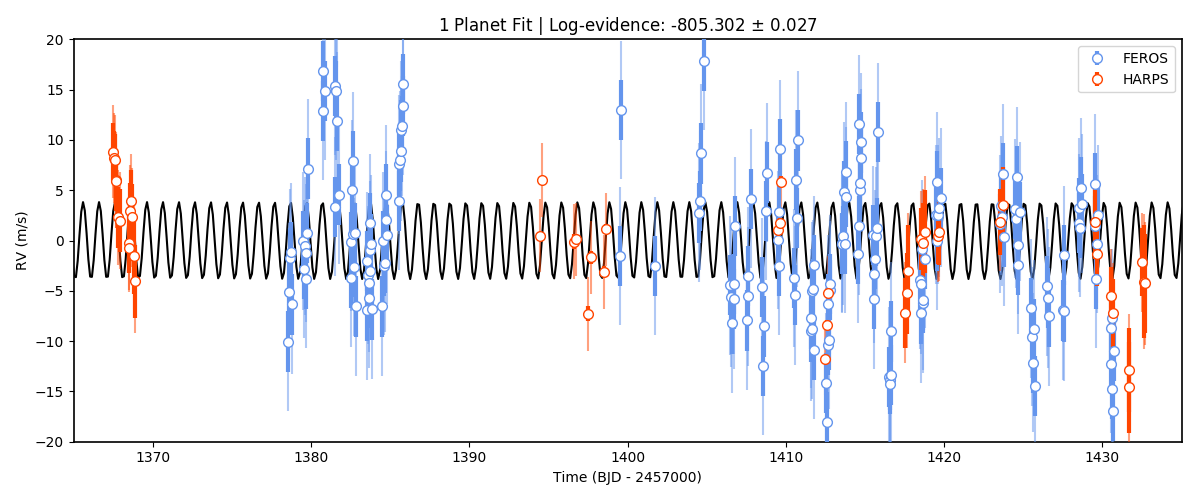 1 Planet Fit | Log-evidence: -805.302 ± 0.027
20
15
10
5
0
−5
−10
−15
−20
RV (m/s)
FEROS
HARPS
1370 1380 1390 1400 1410 1420 1430
Time (BJD - 2457000)